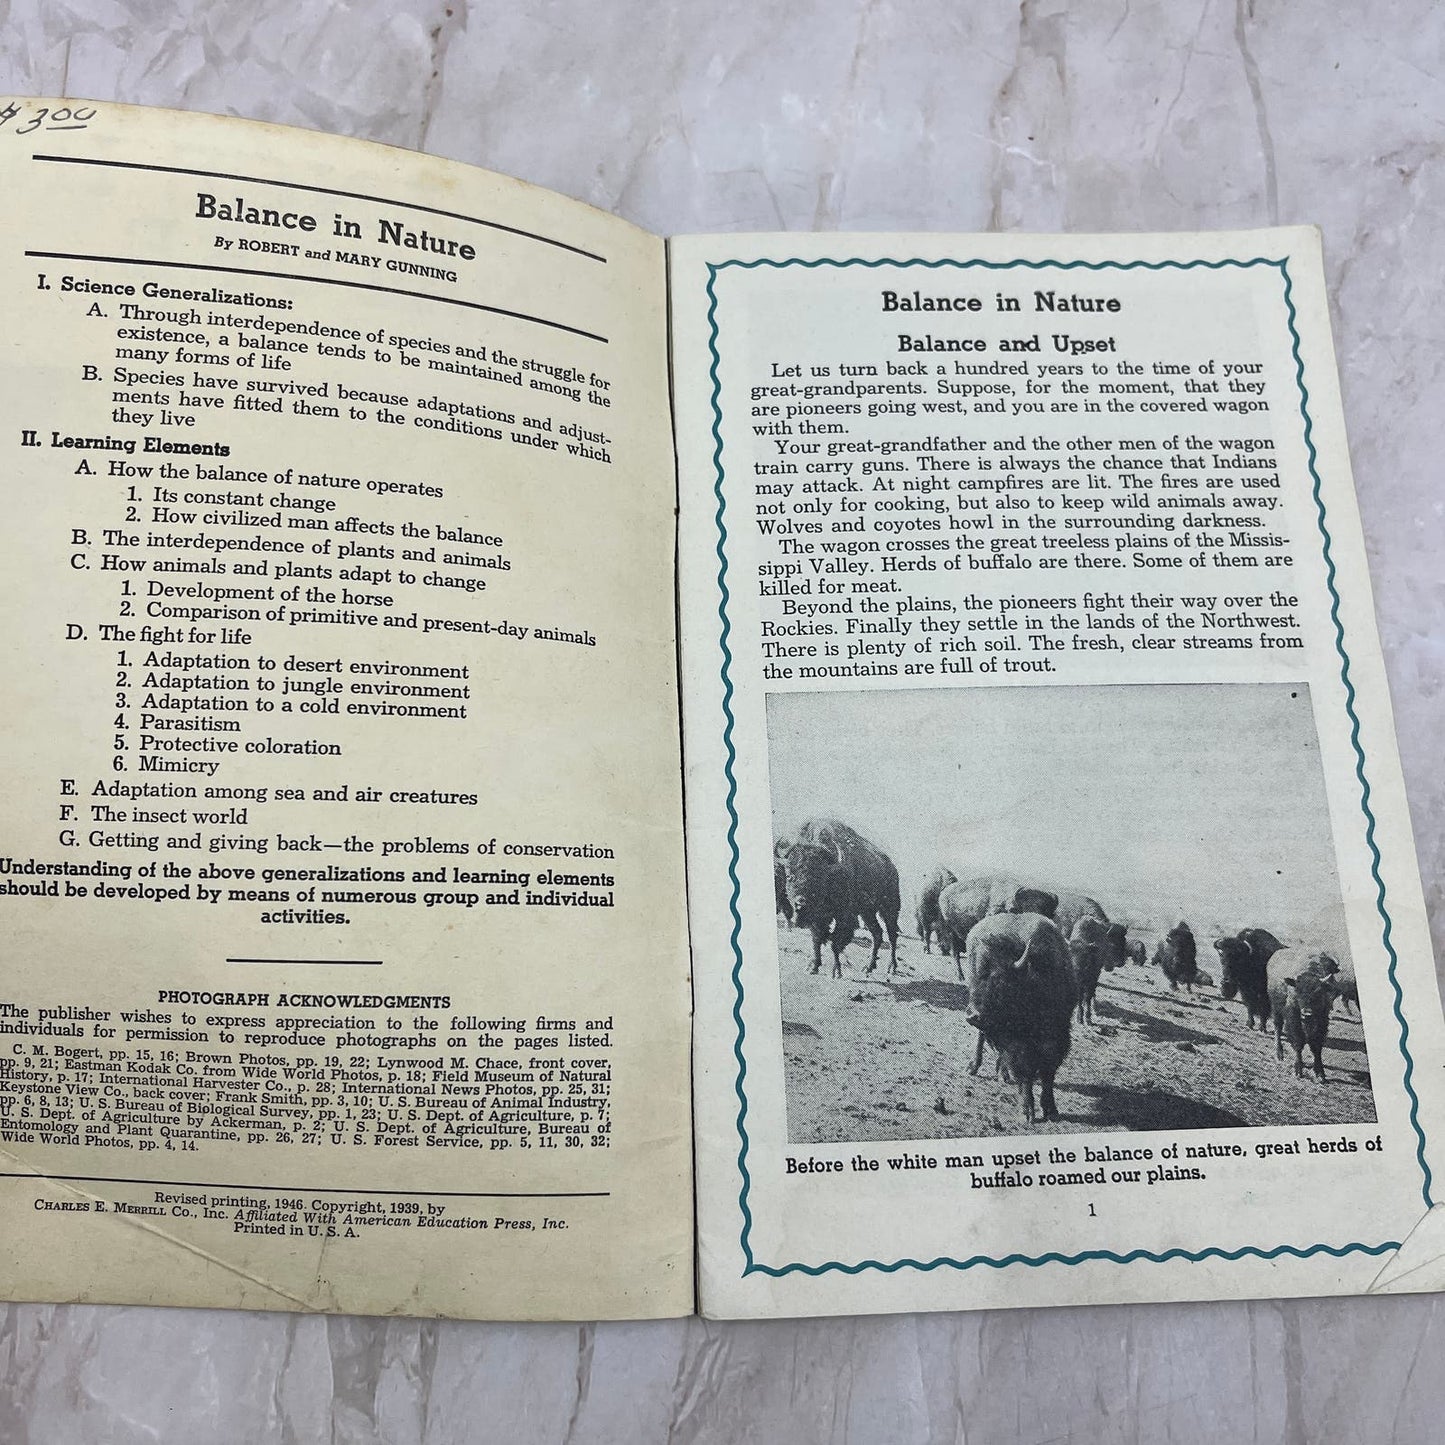 $3.00
Balance in Nature
By ROBERT and MARY GUNNING
I. Science Generalizations:
A. Through interdependence of species and the struggle for
existence, a balance tends to be maintained among the
many forms of life
B. Species have survived because adaptations and adjust-
ments have fitted them to the conditions under which
they live
II. Learning Elements
A. How the balance of nature operates
1. Its constant change
2. How civilized man affects the balance
B. The interdependence of plants and animals
C. How animals and plants adapt to change
1. Development of the horse
2. Comparison of primitive and present-day animals
D. The fight for life
1. Adaptation to desert environment
2. Adaptation to jungle environment
3. Adaptation to a cold environment
4. Parasitism
5. Protective coloration
6. Mimicry
E. Adaptation among sea and air creatures
F. The insect world
G. Getting and giving back—the problems of conservation
Understanding of the above generalizations and learning elements
should be developed by means of numerous group and individual
activities.
PHOTOGRAPH ACKNOWLEDGMENTS
The publisher wishes to express appreciation to the following firms and
individuals for permission to reproduce photographs on the pages listed.
C. M. Bogert, pp. 15, 16; Brown Photos, pp. 19, 22; Lynwood M. Chace, front cover,
pp. 9, 21; Eastman Kodak Co. from Wide World Photos, p. 18; Field Museum of Natural
History, p. 17; International Harvester Co., p. 28; International News Photos, pp. 25, 31;
Keystone View Co., back cover; Frank Smith, pp. 3, 10; U. S. Bureau of Animal Industry,
pp. 6, 8, 13; U. S. Bureau of Biological Survey, pp. 1, 23; U. S. Dept. of Agriculture, p. 7;
U. S. Dept. of Agriculture by Ackerman, p. 2; U. S. Dept. of Agriculture, Bureau of
Entomology and Plant Quarantine, pp. 26, 27; U. S. Forest Service, pp. 5, 11, 30, 32;
Wide World Photos, pp. 4, 14.
Revised printing, 1946. Copyright, 1939, by
CHARLES E. MERRILL CO., INC. Affiliated With American Education Press, Inc.
Printed in U. S. A.
Balance in Nature
Balance and Upset
Let us turn back a hundred years to the time of your
great-grandparents. Suppose, for the moment, that they
are pioneers going west, and you are in the covered wagon
with them.
Your great-grandfather and the other men of the wagon
train carry guns. There is always the chance that Indians
may attack. At night campfires are lit. The fires are used
not only for cooking, but also to keep wild animals away.
Wolves and coyotes howl in the surrounding darkness.
The wagon crosses the great treeless plains of the Missis-
sippi Valley. Herds of buffalo are there. Some of them are
killed for meat.
Beyond the plains, the pioneers fight their way over the
Rockies. Finally they settle in the lands of the Northwest.
There is plenty of rich soil. The fresh, clear streams from
the mountains are full of trout.
Before the white man upset the balance of nature, great herds of
buffalo roamed our plains.
1